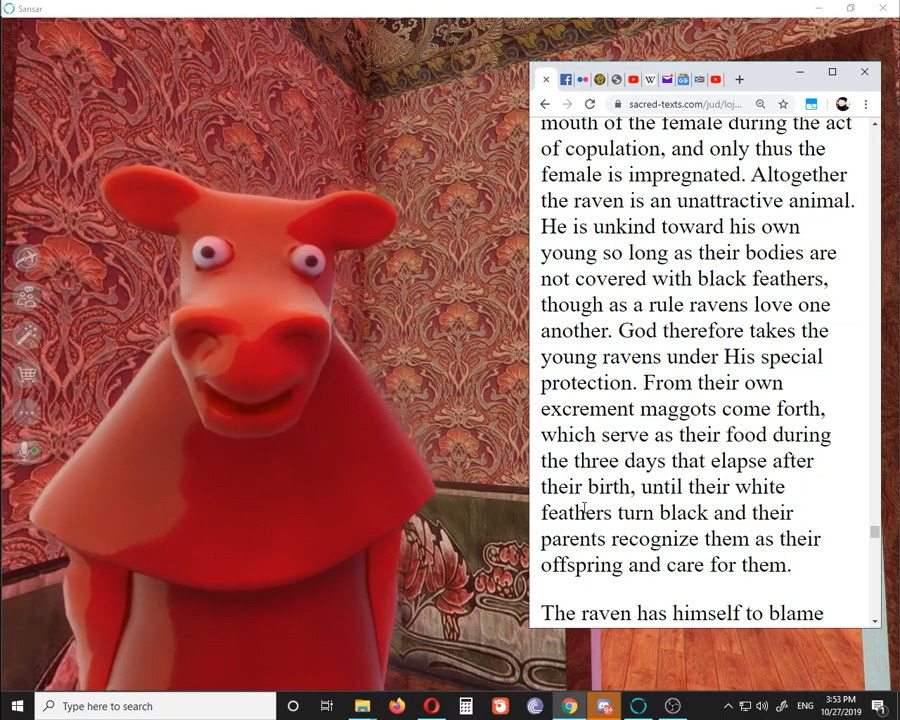 Sansar
sacred-texts.com/jud/loj...
mouth of the female during the act
of copulation, and only thus the
female is impregnated. Altogether
the raven is an unattractive animal.
He is unkind toward his own
young so long as their bodies are
not covered with black feathers,
though as a rule ravens love one
another. God therefore takes the
young ravens under His special
protection. From their own
excrement maggots come forth,
which serve as their food during
the three days that elapse after
their birth, until their white
feathers turn black and their
parents recognize them as their
offspring and care for them.
The raven has himself to blame
Type here to search
ENG
3:53 PM
10/27/2019